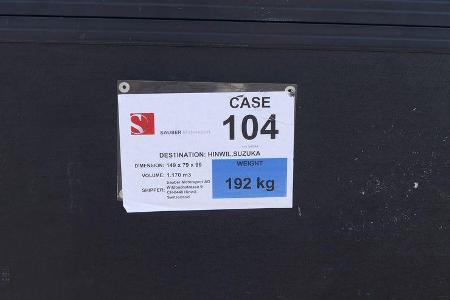 CASE
S SAUBER Motorsport 104
DESTINATION: HINWIL.SUZUKA
DIMENSION: 149 x 79 x 99 WEIGHT
VOLUME: 1.170 m3 192 kg
SHIPPER: Sauber Motorsport AG
Wildbachstrasse 9
CH-8340 Hinwil
Switzerland